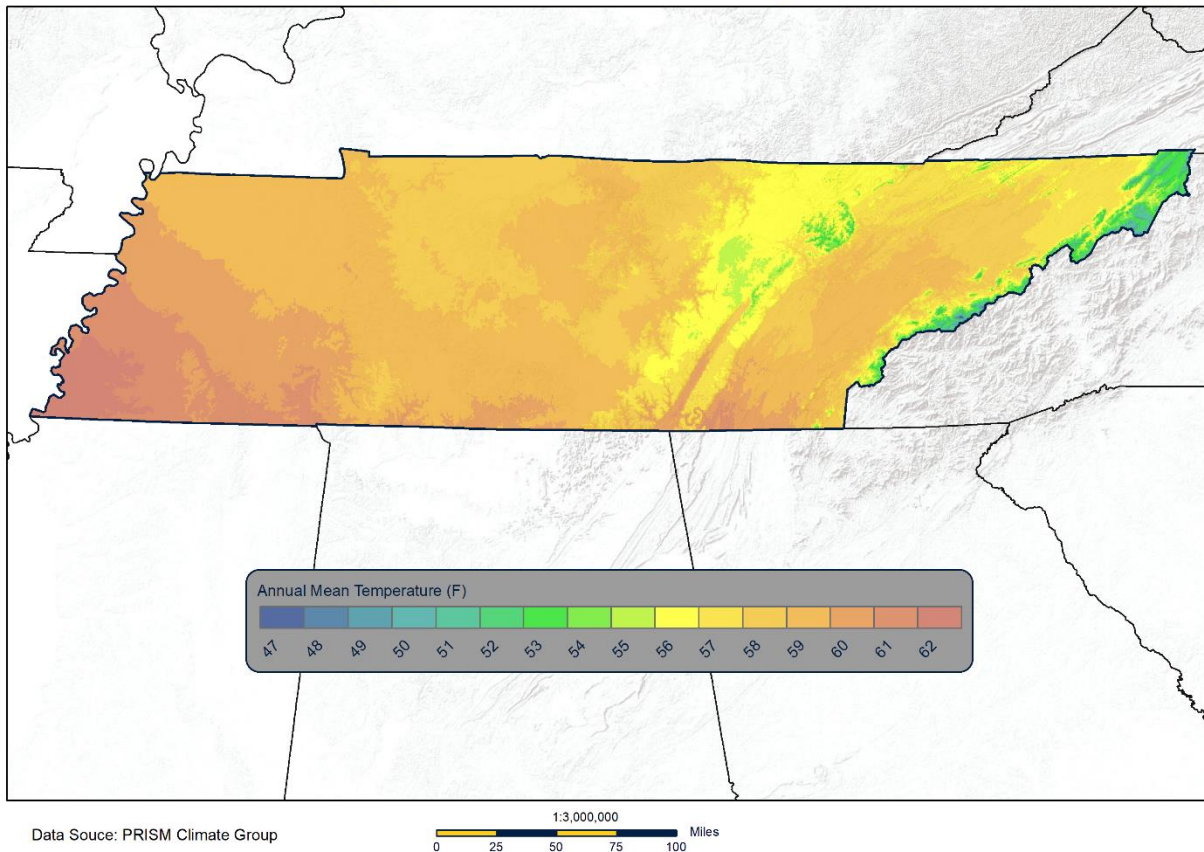 Annual Mean Temperature (F)
47 48 49 50 51 52 53 54 55 56 57 58 59 60 61 62
1:3,000,000
Data Souce: PRISM Climate Group
Miles
0 25 50 75 100